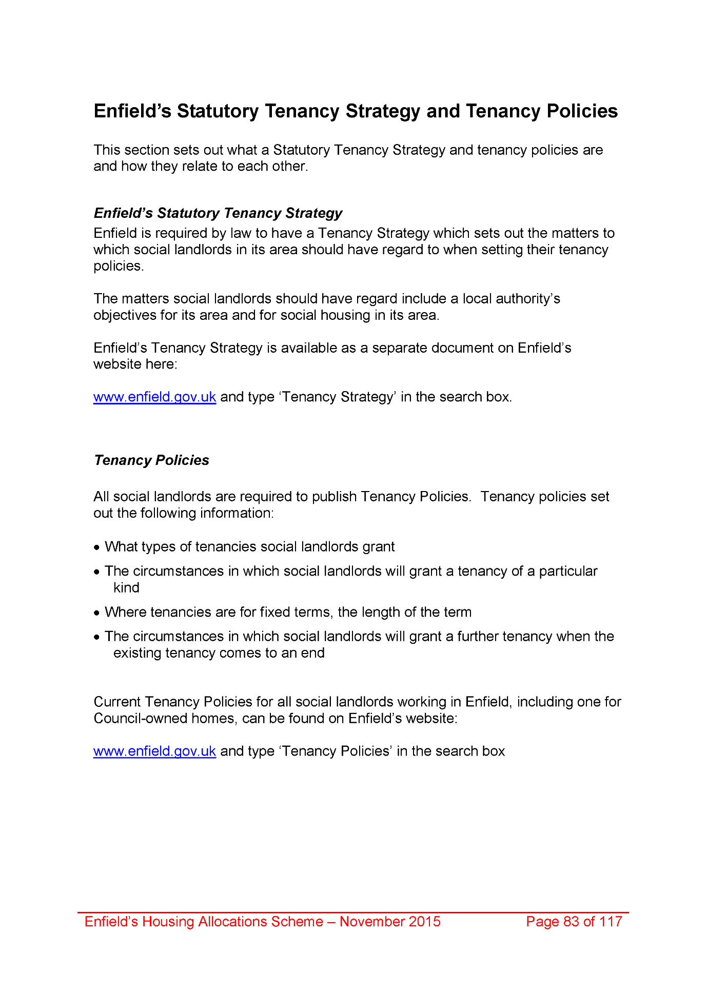 Enfield’s Statutory Tenancy Strategy and Tenancy Policies
This section sets out what a Statutory Tenancy Strategy and tenancy policies are
and how they relate to each other.
Enfield’s Statutory Tenancy Strategy
Enfield is required by law to have a Tenancy Strategy which sets out the matters to
which social landlords in its area should have regard to when setting their tenancy
policies.
The matters social landlords should have regard include a local authority’s
objectives for its area and for social housing in its area.
Enfield’s Tenancy Strategy is available as a separate document on Enfield’s
website here:
www.enfield.gov.uk and type ‘Tenancy Strategy’ in the search box.
Tenancy Policies
All social landlords are required to publish Tenancy Policies.  Tenancy policies set
out the following information:
• What types of tenancies social landlords grant
• The circumstances in which social landlords will grant a tenancy of a particular
kind
• Where tenancies are for fixed terms, the length of the term
• The circumstances in which social landlords will grant a further tenancy when the
existing tenancy comes to an end
Current Tenancy Policies for all social landlords working in Enfield, including one for
Council-owned homes, can be found on Enfield’s website:
www.enfield.gov.uk and type ‘Tenancy Policies’ in the search box
Enfield’s Housing Allocations Scheme – November 2015 Page 83 of 117